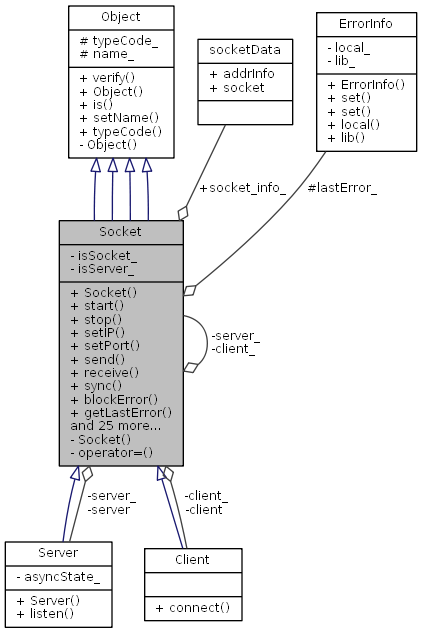 Object
# typeCode_
# name_
+ verify()
+ Object()
+ is()
+ setName()
+ typeCode()
- Object()
socketData
+ addrInfo
+ socket
ErrorInfo
- local_
- lib_
+ ErrorInfo()
+ set()
+ set()
+ local()
+ lib()
+socket_info_
#lastError_
Socket
- isSocket_
- isServer_
+ Socket()
+ start()
+ stop()
+ setIP()
+ setPort()
+ send()
+ receive()
+ sync()
+ blockError()
+ getLastError()
and 25 more...
- Socket()
- operator=()
-server_
-client_
-server_
-server
-client_
-client
Server
- asyncState_
+ Server()
+ listen()
Client
+ connect()